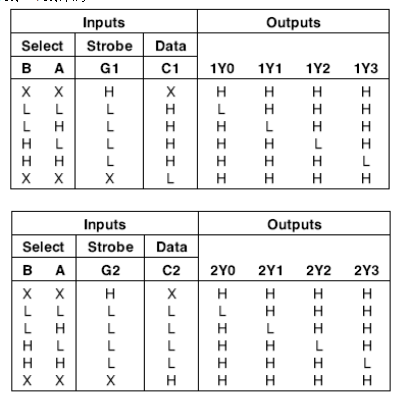 Inputs Outputs
Select Strobe Data
B A G1 C1 1Y0 1Y1 1Y2 1Y3
X X H X H H H H
L L L H L H H H
L H L H H L H H
H L L H H H L H
H H L H H H H L
X X X L H H H H
Inputs Outputs
Select Strobe Data
B A G2 C2 2Y0 2Y1 2Y2 2Y3
X X H X H H H H
L L L L L H H H
L H L L H L H H
H L L L H H L H
H H L L H H H L
X X X H H H H H